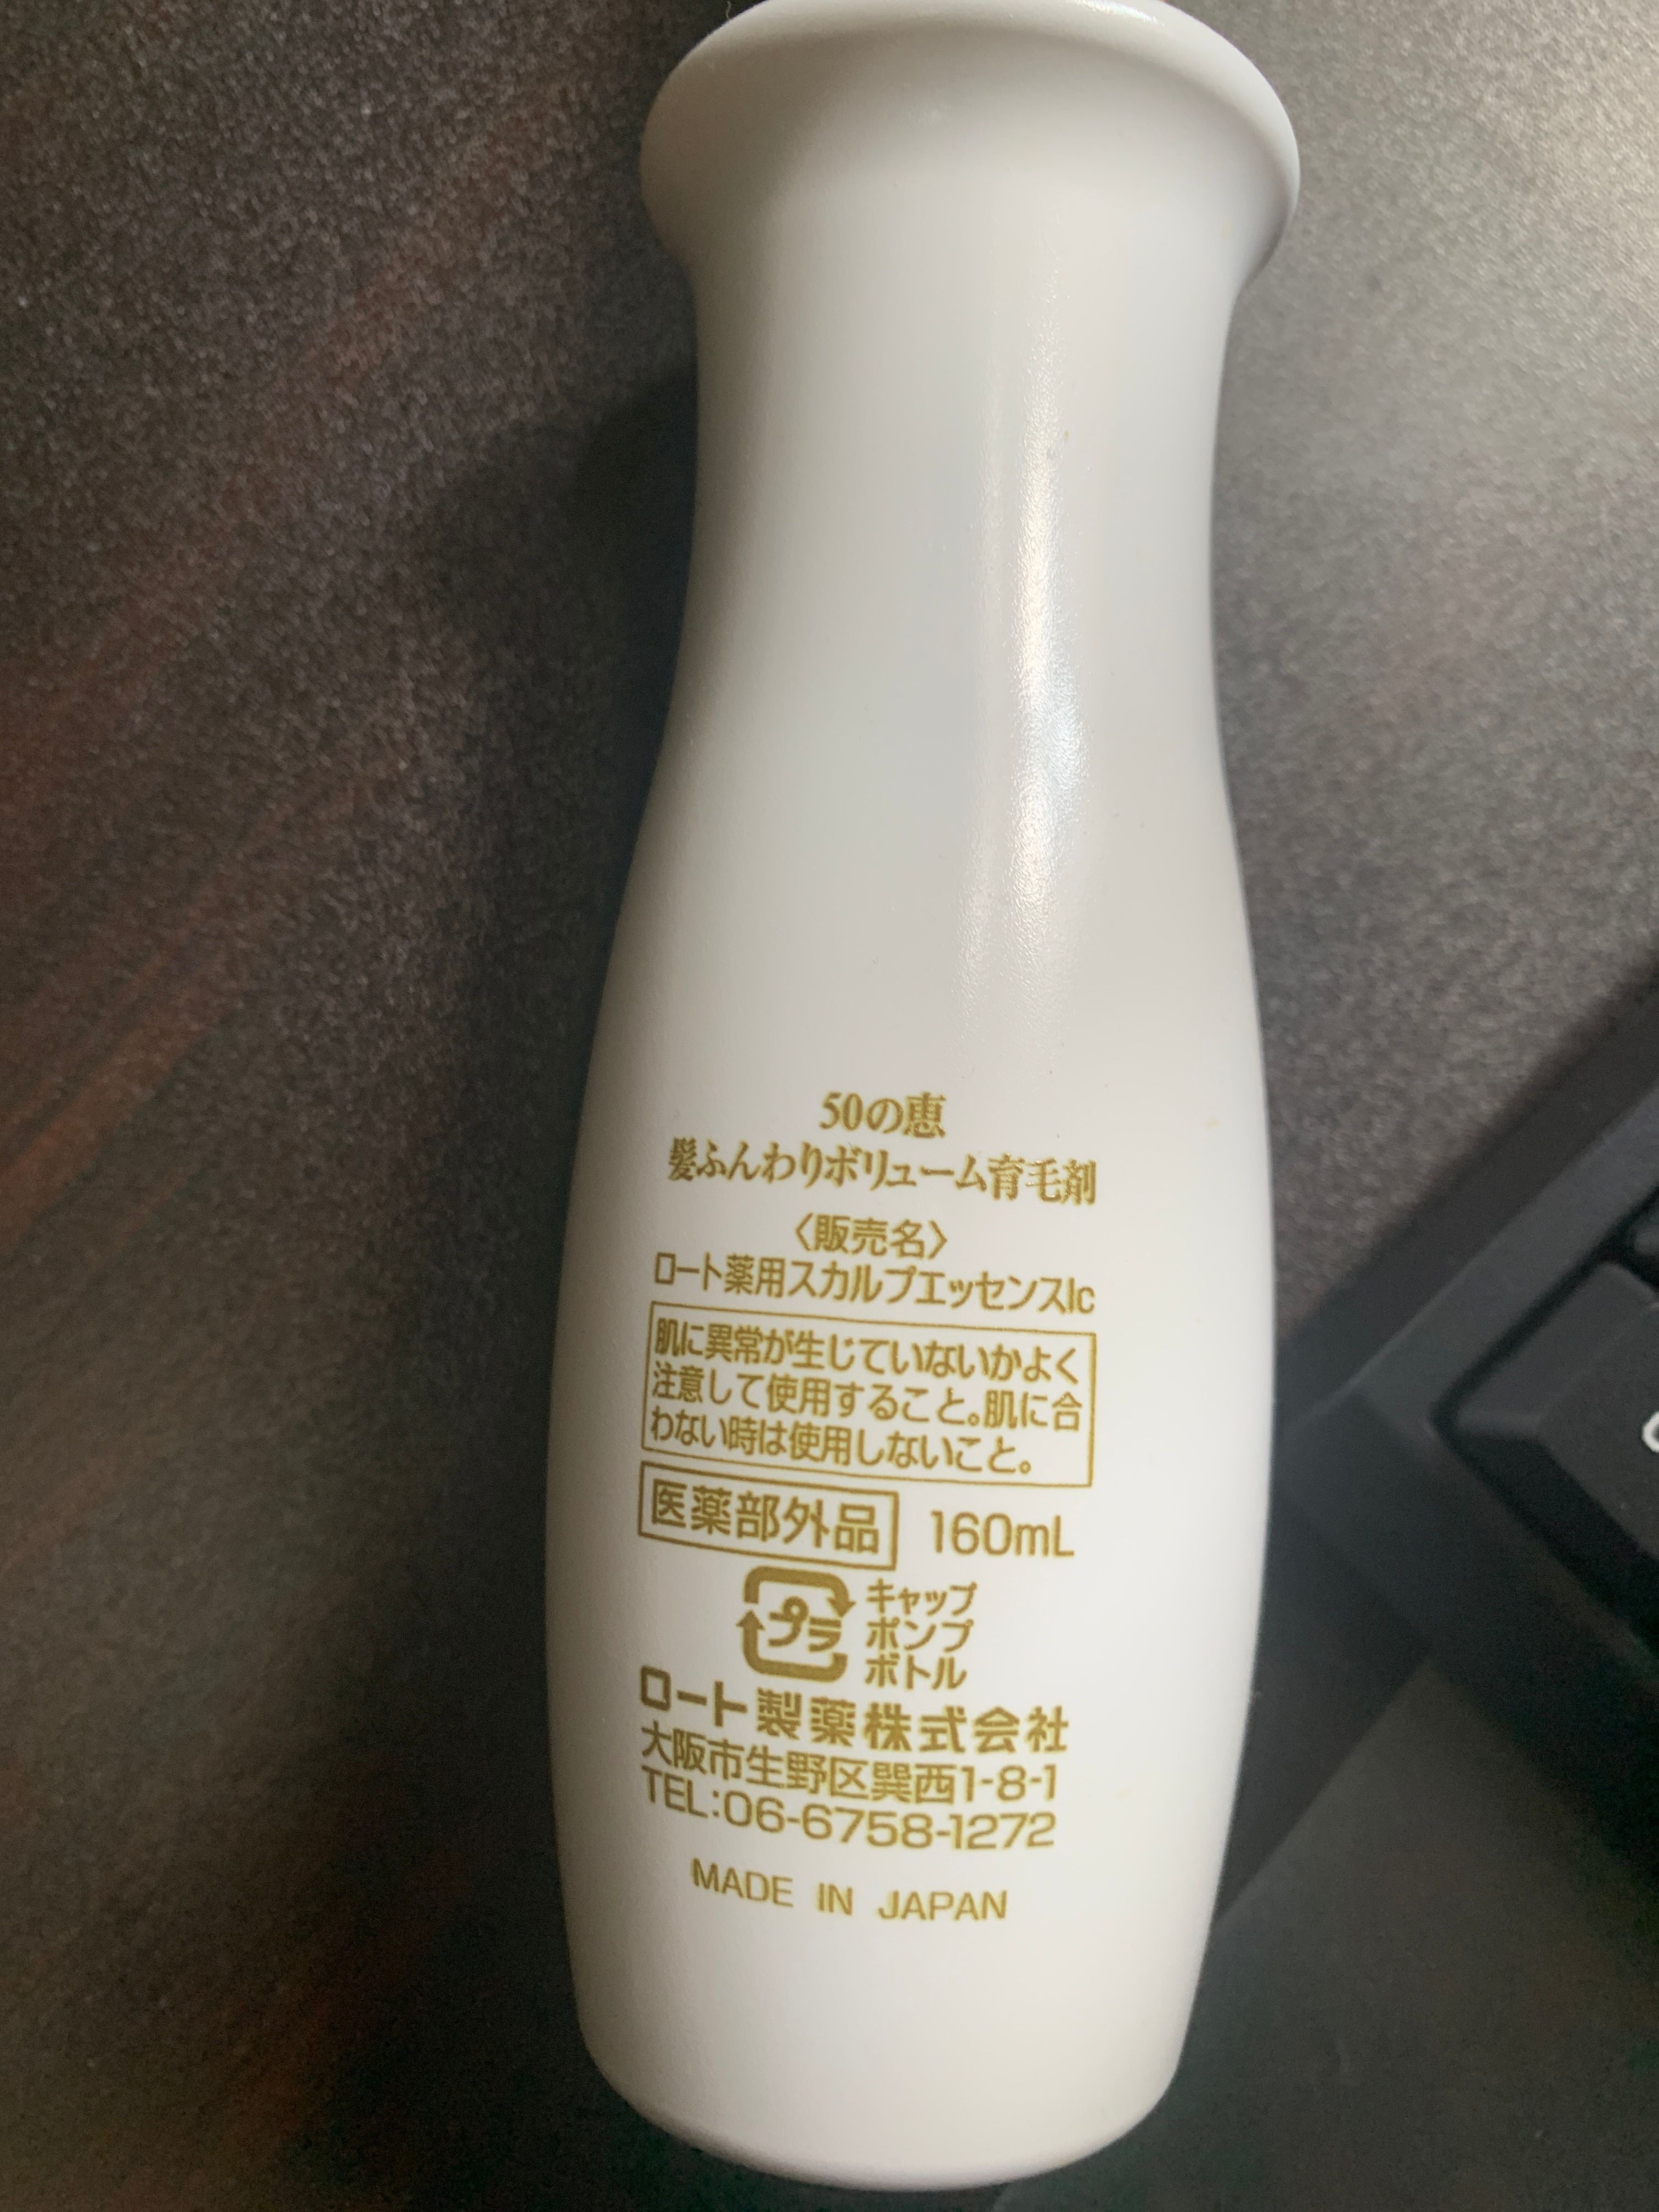 50の恵
髪ふんわりボリューム育毛剤
〈販売名〉
ロート薬用スカルプエッセンスIc
肌に異常が生じていないかよく
注意して使用すること。肌に合
わない時は使用しないこと。
医薬部外品 160mL
プラ
キャップ
ポンプ
ボトル
ロート製薬株式会社
大阪市生野区巽西1-8-1
TEL:06-6758-1272
MADE IN JAPAN